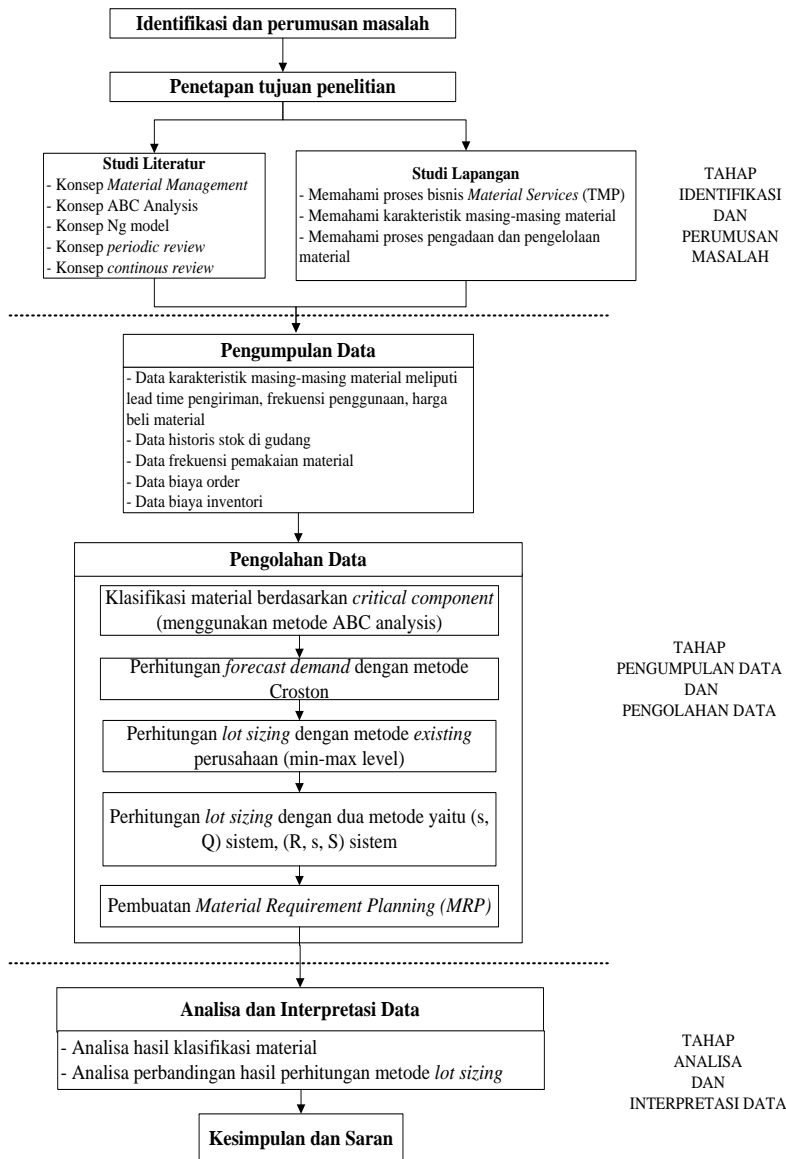 Identifikasi dan perumusan masalah
Penetapan tujuan penelitian
Studi Literatur
- Konsep Material Management
- Konsep ABC Analysis
- Konsep Ng model
- Konsep periodic review
- Konsep continous review
Studi Lapangan
- Memahami proses bisnis Material Services (TMP)
- Memahami karakteristik masing-masing material
- Memahami proses pengadaan dan pengelolaan
material
TAHAP
IDENTIFIKASI
DAN
PERUMUSAN
MASALAH
Pengumpulan Data
- Data karakteristik masing-masing material meliputi
lead time pengiriman, frekuensi penggunaan, harga
beli material
- Data historis stok di gudang
- Data frekuensi pemakaian material
- Data biaya order
- Data biaya inventori
Pengolahan Data
Klasifikasi material berdasarkan critical component
(menggunakan metode ABC analysis)
Perhitungan forecast demand dengan metode
Croston
Perhitungan lot sizing dengan metode existing
perusahaan (min-max level)
Perhitungan lot sizing dengan dua metode yaitu (s,
Q) sistem, (R, s, S) sistem
Pembuatan Material Requirement Planning (MRP)
TAHAP
PENGUMPULAN DATA
DAN
PENGOLAHAN DATA
Analisa dan Interpretasi Data
- Analisa hasil klasifikasi material
- Analisa perbandingan hasil perhitungan metode lot sizing
Kesimpulan dan Saran
TAHAP
ANALISA
DAN
INTERPRETASI DATA